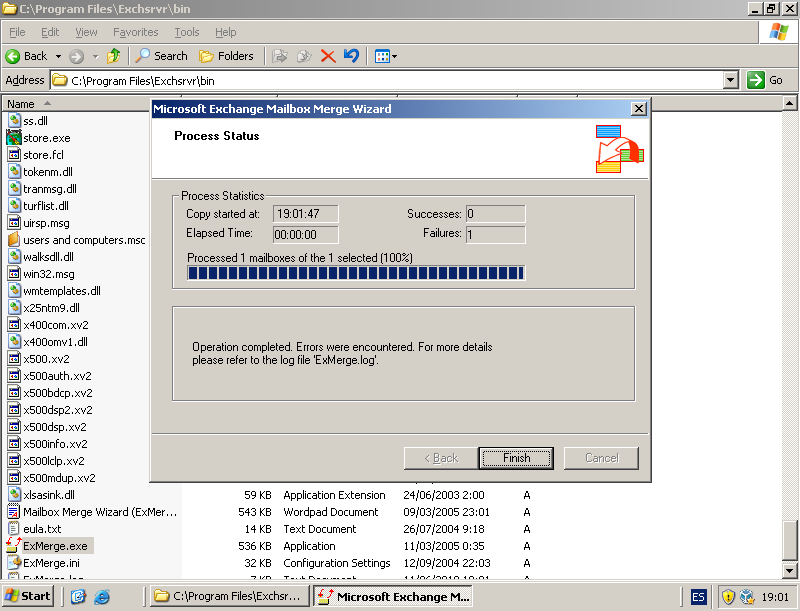 C:\Program Files\Exchsrvr\bin
File Edit View Favorites Tools Help
Back Search Folders
Address C:\Program Files\Exchsrvr\bin Go
Name
ss.dll
store.exe
store.fcl
tokenm.dll
tranmsg.dll
turflist.dll
uirsp.msg
users and computers.msc
walksdll.dll
win32.msg
wmtemplates.dll
x25ntm9.dll
x400com.xv2
x400omv1.dll
x500.xv2
x500auth.xv2
x500bdcp.xv2
x500dsp2.xv2
x500dxp.xv2
x500info.xv2
x500lclp.xv2
x500mdup.xv2
Microsoft Exchange Mailbox Merge Wizard
Process Status
Process Statistics
Copy started at: 19:01:47 Successes: 0
Elapsed Time: 00:00:00 Failures: 1
Processed 1 mailboxes of the 1 selected (100%)
Operation completed. Errors were encountered. For more details
please refer to the log file 'ExMerge.log'.
< Back Finish Cancel
xlsasink.dll 59 KB Application Extension 24/06/2003 2:00 A
Mailbox Merge Wizard (ExMer... 543 KB Wordpad Document 09/03/2005 23:01 A
eula.txt 14 KB Text Document 26/07/2004 9:18 A
ExMerge.exe 536 KB Application 11/03/2005 0:35 A
ExMerge.ini 32 KB Configuration Settings 12/09/2004 22:03 A
ExMerge.log 7 KB Text Document
Start C:\Program Files\Exchsr... Microsoft Exchange M... ES 19:01